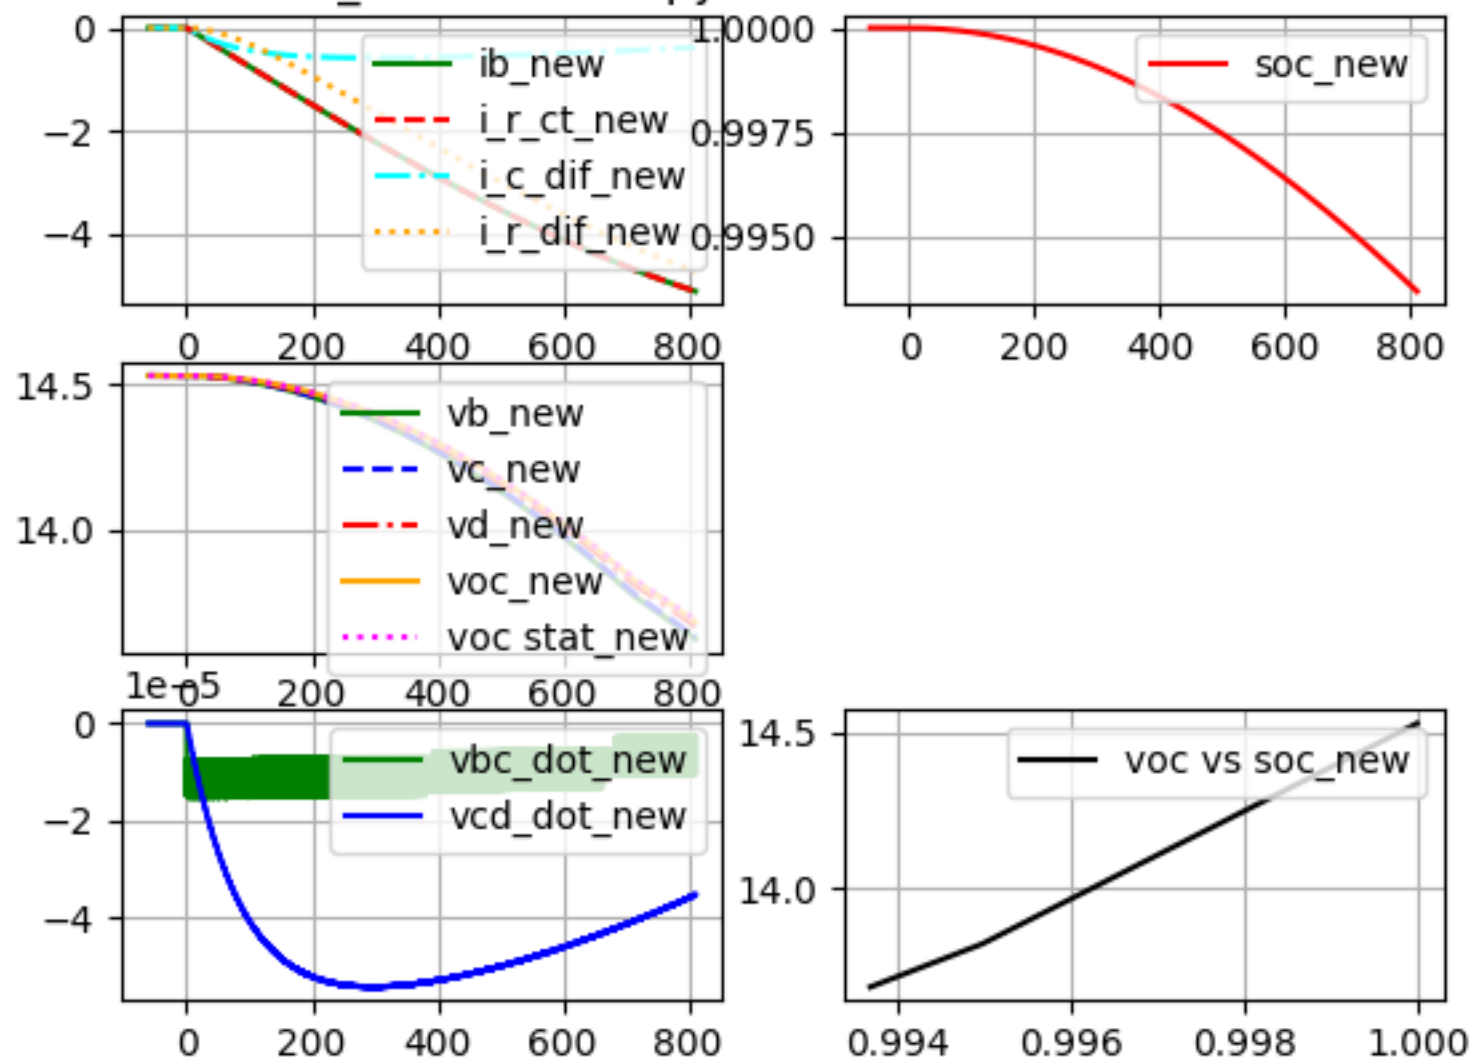 0
−2
−4
ib_new
i_r_ct_new
i_c_dif_new
i_r_dif_new
0 200 400 600 800
1.0000
0.9975
0.9950
soc_new
0 200 400 600 800
14.5
14.0
vb_new
vc_new
vd_new
voc_new
voc stat_new
0 200 400 600 800
1e−5
0
−2
−4
vbc_dot_new
vcd_dot_new
0 200 400 600 800
14.5
14.0
voc vs soc_new
0.994 0.996 0.998 1.000